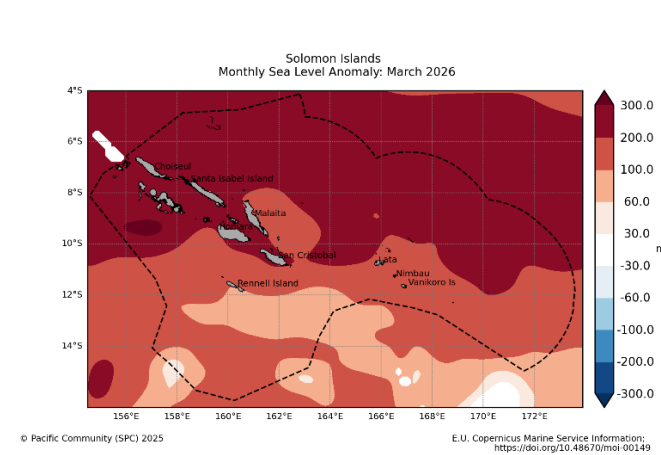 Solomon Islands
Monthly Sea Level Anomaly: March 2026
4°S
6°S
8°S
10°S
12°S
14°S
Choiseul
Santa Isabel Island
Malaita
Honiara
San Cristobal
Rennell Island
Lata
Nimbau
Vanikoro Is
156°E
158°E
160°E
162°E
164°E
166°E
168°E
170°E
172°E
300.0
200.0
100.0
60.0
30.0
-30.0
-60.0
-100.0
-200.0
-300.0
© Pacific Community (SPC) 2025
E.U. Copernicus Marine Service Information;
https://doi.org/10.48670/moi-00149